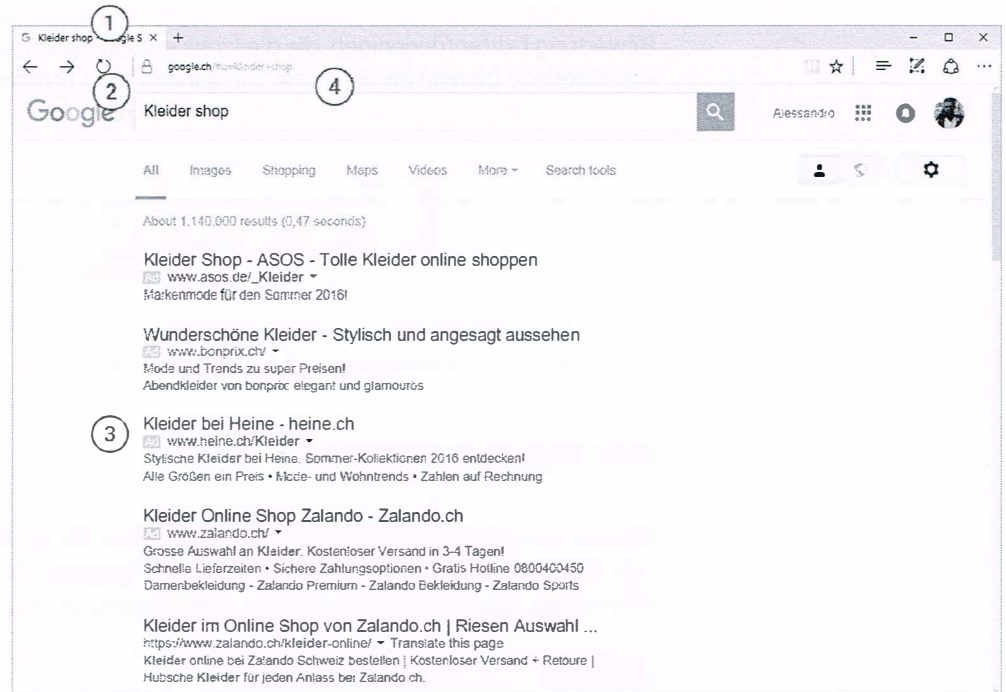 1
G Kleider shop - Google S × +
google.ch/#q=Kleider+shop
2
4
Google
Kleider shop
Alessandro
All Images Shopping Maps Videos More Search tools
About 1.140.000 results (0,47 seconds)
Kleider Shop - ASOS - Tolle Kleider online shoppen
Ad www.asos.de/_Kleider
Markenmode für den Sommer 2016!
Wunderschöne Kleider - Stylisch und angesagt aussehen
Ad www.bonprix.ch/
Mode und Trends zu super Preisen!
Abendkleider von bonprix: elegant und glamourös
3
Kleider bei Heine - heine.ch
Ad www.heine.ch/Kleider
Stylische Kleider bei Heine. Sommer-Kollektionen 2016 entdecken!
Alle Größen ein Preis • Mode- und Wohntrends • Zahlen auf Rechnung
Kleider Online Shop Zalando - Zalando.ch
Ad www.zalando.ch/
Grosse Auswahl an Kleider. Kostenloser Versand in 3-4 Tagen!
Schnelle Lieferzeiten • Sichere Zahlungsoptionen • Gratis Hotline 0800400450
Damenbekleidung - Zalando Premium - Zalando Bekleidung - Zalando Sports
Kleider im Online Shop von Zalando.ch | Riesen Auswahl ...
https://www.zalando.ch/kleider-online/ Translate this page
Kleider online bei Zalando Schweiz bestellen | Kostenloser Versand + Retoure |
Hübsche Kleider für jeden Anlass bei Zalando.ch.